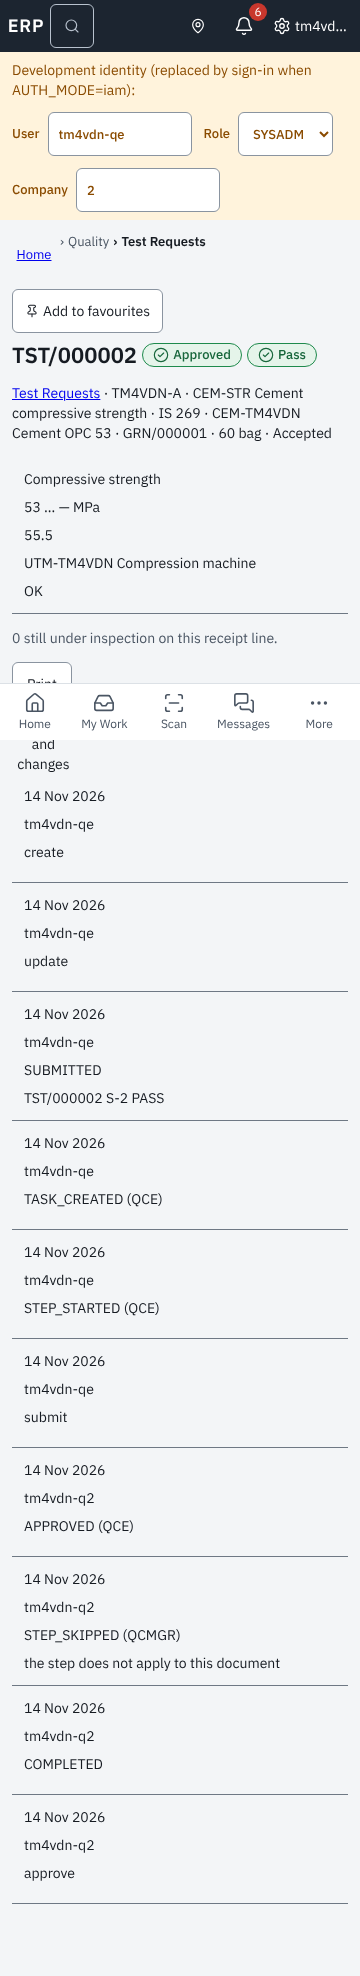 ERP
6
tm4vd...
Development identity (replaced by sign-in when
AUTH_MODE=iam):
User tm4vdn-qe Role SYSADM
Company 2
Home › Quality › Test Requests
Add to favourites
TST/000002 Approved Pass
Test Requests · TM4VDN-A · CEM-STR Cement
compressive strength · IS 269 · CEM-TM4VDN
Cement OPC 53 · GRN/000001 · 60 bag · Accepted
Compressive strength
53 ... — MPa
55.5
UTM-TM4VDN Compression machine
OK
0 still under inspection on this receipt line.
Print
Home My Work Scan Messages More
and
changes
14 Nov 2026
tm4vdn-qe
create
14 Nov 2026
tm4vdn-qe
update
14 Nov 2026
tm4vdn-qe
SUBMITTED
TST/000002 S-2 PASS
14 Nov 2026
tm4vdn-qe
TASK_CREATED (QCE)
14 Nov 2026
tm4vdn-qe
STEP_STARTED (QCE)
14 Nov 2026
tm4vdn-qe
submit
14 Nov 2026
tm4vdn-q2
APPROVED (QCE)
14 Nov 2026
tm4vdn-q2
STEP_SKIPPED (QCMGR)
the step does not apply to this document
14 Nov 2026
tm4vdn-q2
COMPLETED
14 Nov 2026
tm4vdn-q2
approve